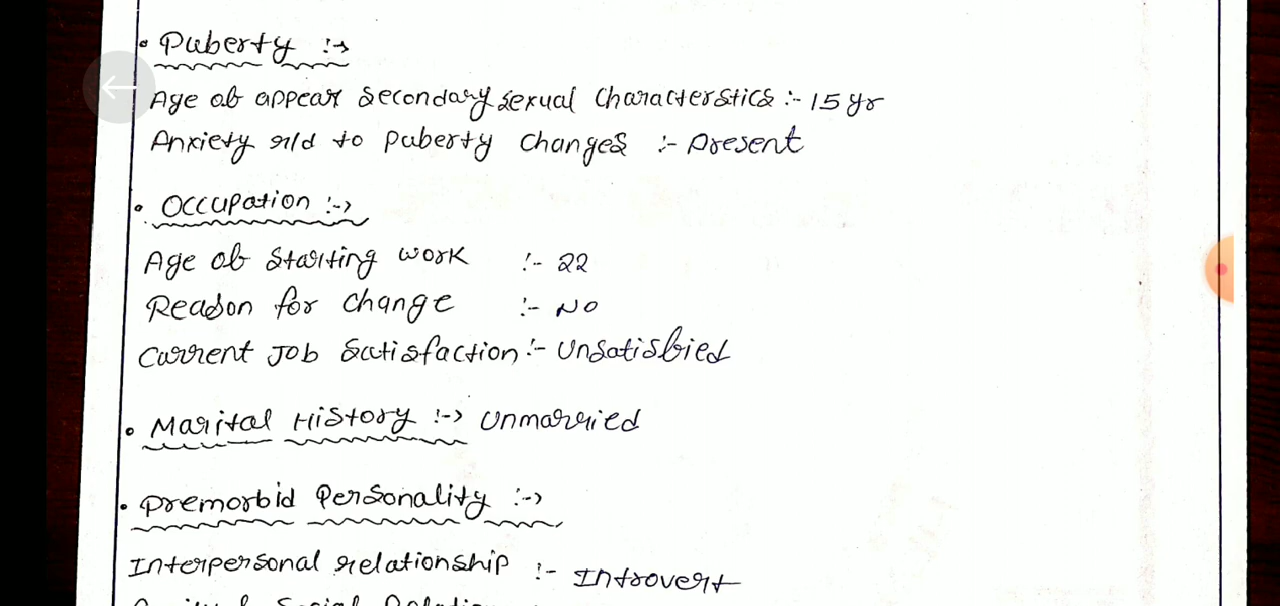 • Puberty :->
Age of appear secondary sexual characterstics :- 15 yr
Anxiety r/d to puberty changes :- Present
• Occupation :->
Age of starting work :- 22
Reason for change :- No
Current Job Satisfaction :- Unsatisfied
• Marital History :-> Unmarried
• Premorbid Personality :->
Interpersonal relationship :- Introvert